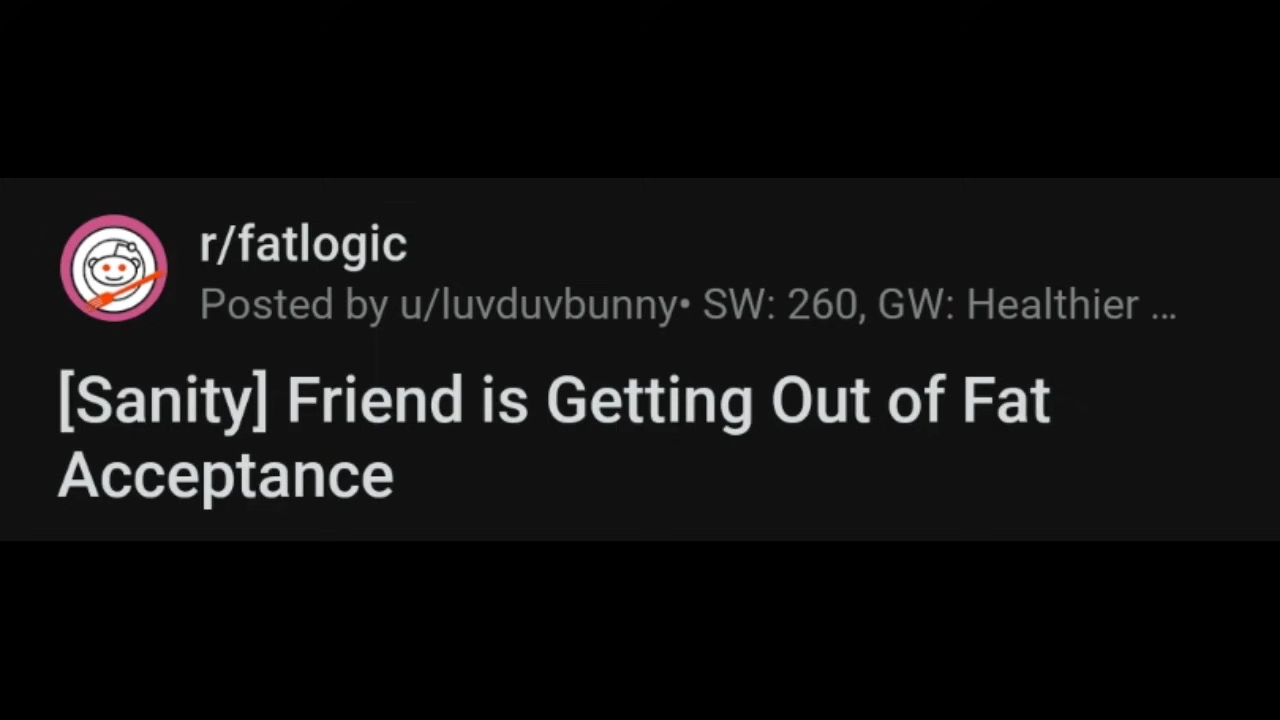 r/fatlogic
Posted by u/luvduvbunny• SW: 260, GW: Healthier ...
[Sanity] Friend is Getting Out of Fat
Acceptance